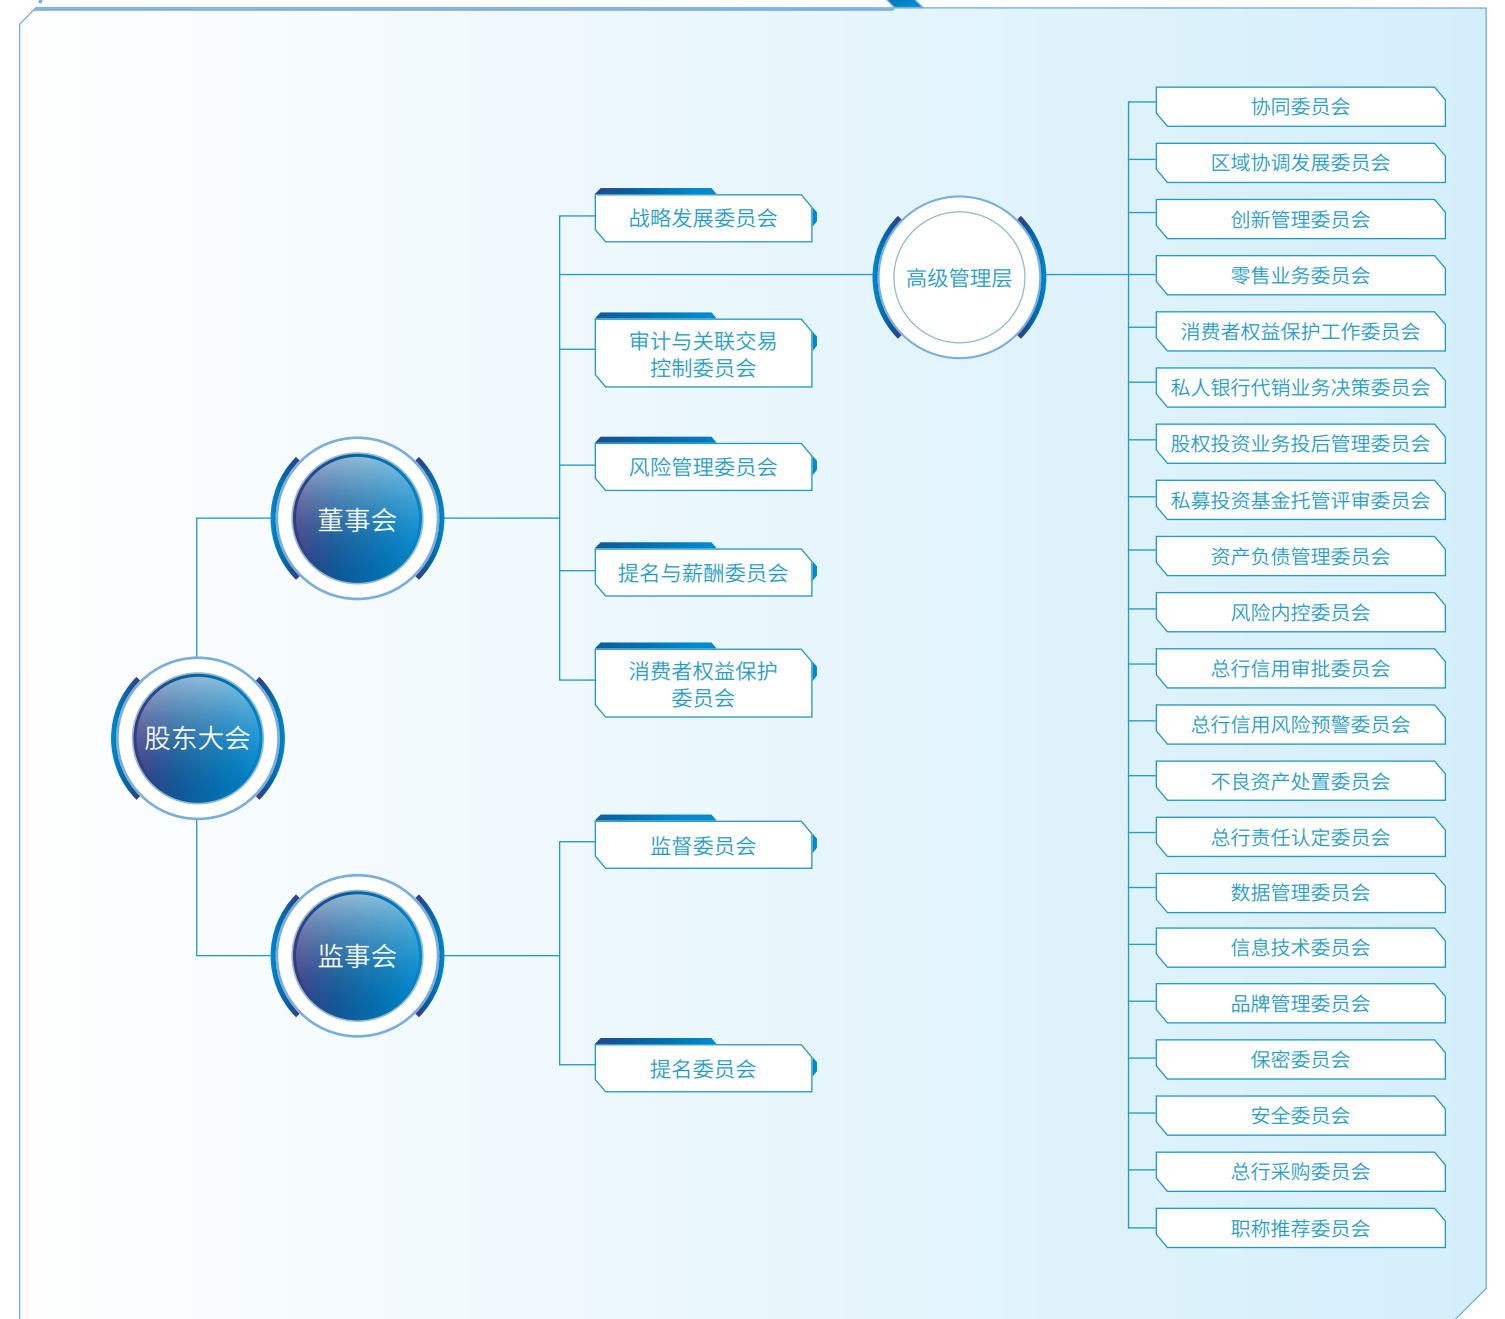 股东大会
董事会
监事会
战略发展委员会
审计与关联交易
控制委员会
风险管理委员会
提名与薪酬委员会
消费者权益保护
委员会
监督委员会
提名委员会
高级管理层
协同委员会
区域协调发展委员会
创新管理委员会
零售业务委员会
消费者权益保护工作委员会
私人银行代销业务决策委员会
股权投资业务投后管理委员会
私募投资基金托管评审委员会
资产负债管理委员会
风险内控委员会
总行信用审批委员会
总行信用风险预警委员会
不良资产处置委员会
总行责任认定委员会
数据管理委员会
信息技术委员会
品牌管理委员会
保密委员会
安全委员会
总行采购委员会
职称推荐委员会